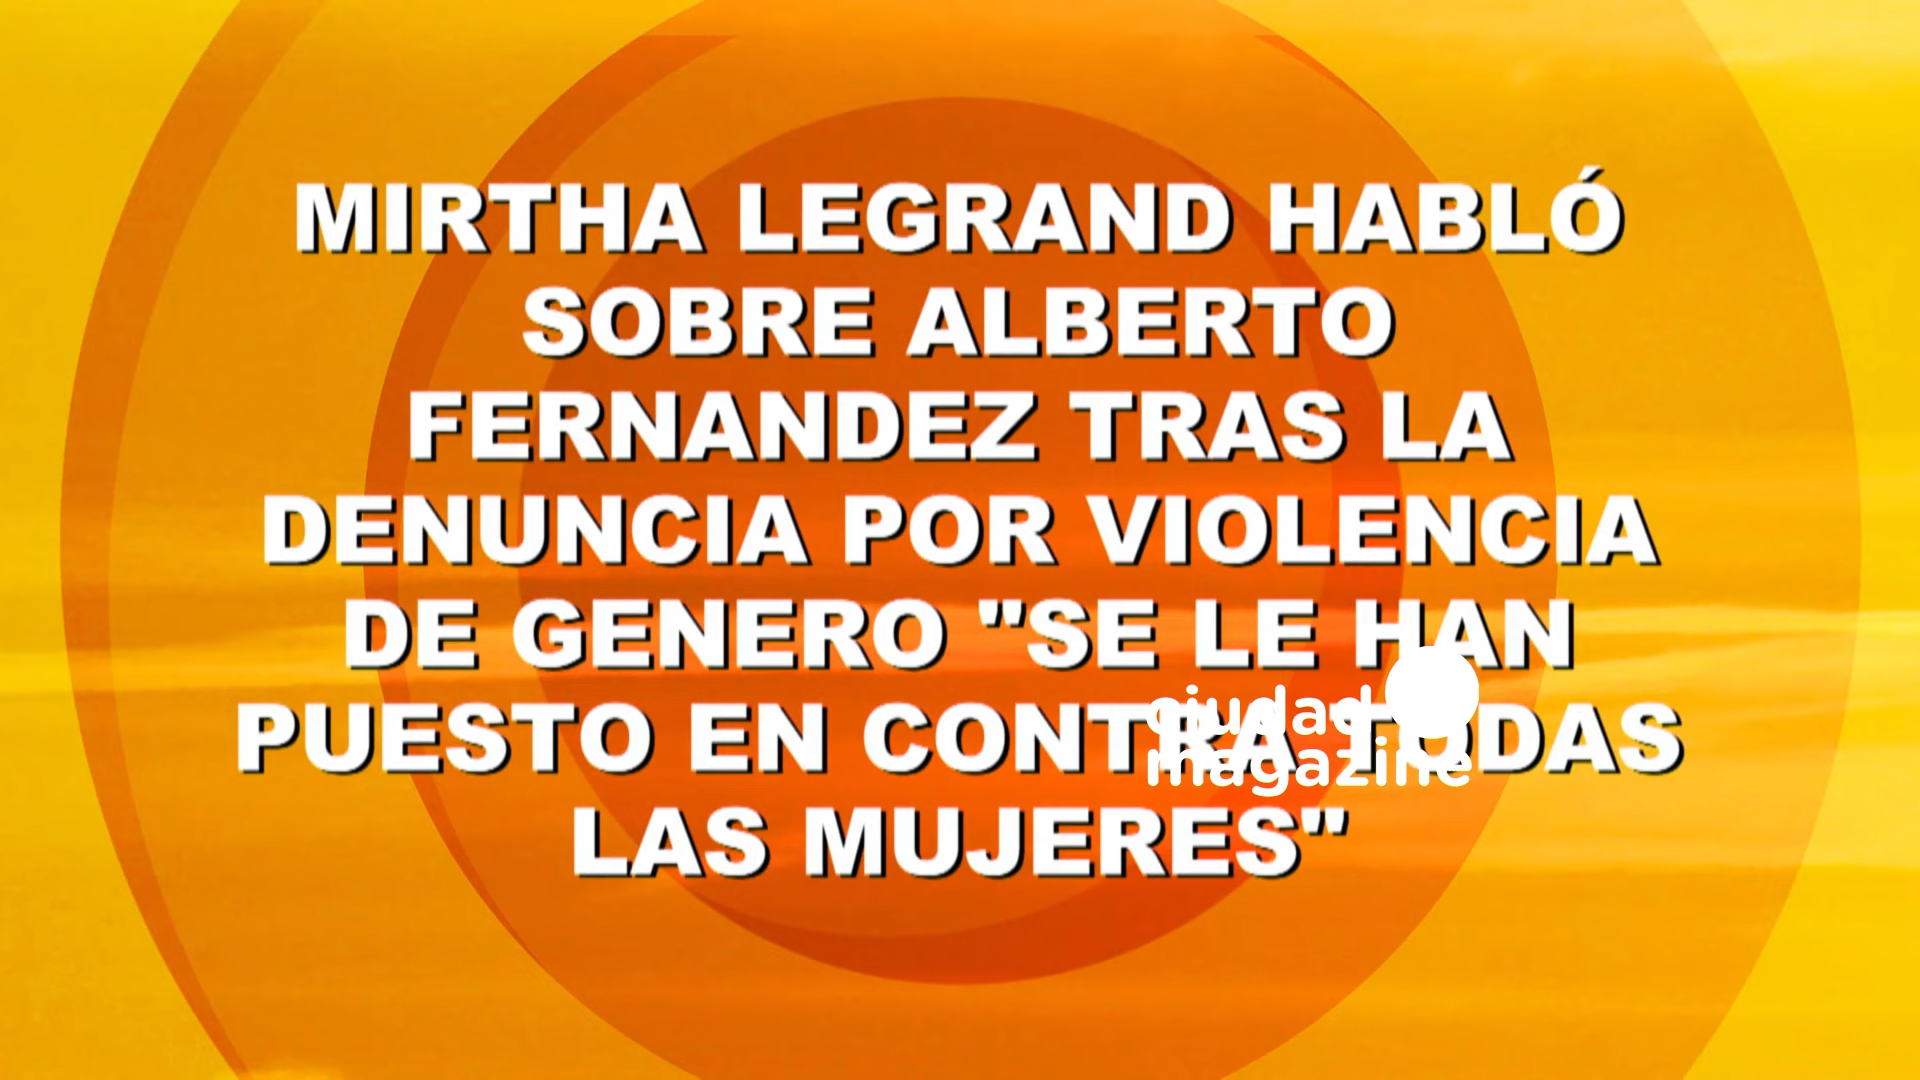 MIRTHA LEGRAND HABLÓ
SOBRE ALBERTO
FERNANDEZ TRAS LA
DENUNCIA POR VIOLENCIA
DE GENERO "SE LE HAN
PUESTO EN CONTRA TODAS
LAS MUJERES"
ciudad
magazine